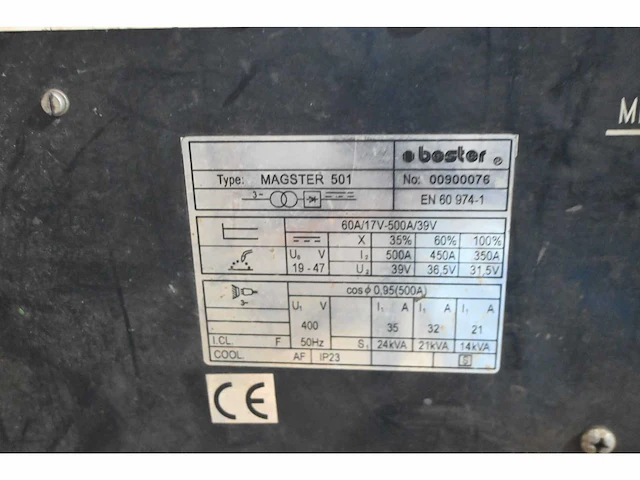 bester ®
Type: MAGSTER 501 No: 00900076
3~ EN 60 974-1
60A/17V-500A/39V
X 35% 60% 100%
U₀ V I₂ 500A 450A 350A
19 - 47 U₂ 39V 36,5V 31,5V
cos φ 0,95(500A)
3~ U₁ V I₁ A I₁ A I₁ A
400 35 32 21
I.CL. F 50Hz S₁ 24kVA 21kVA 14kVA
COOL. AF IP23 S
CE